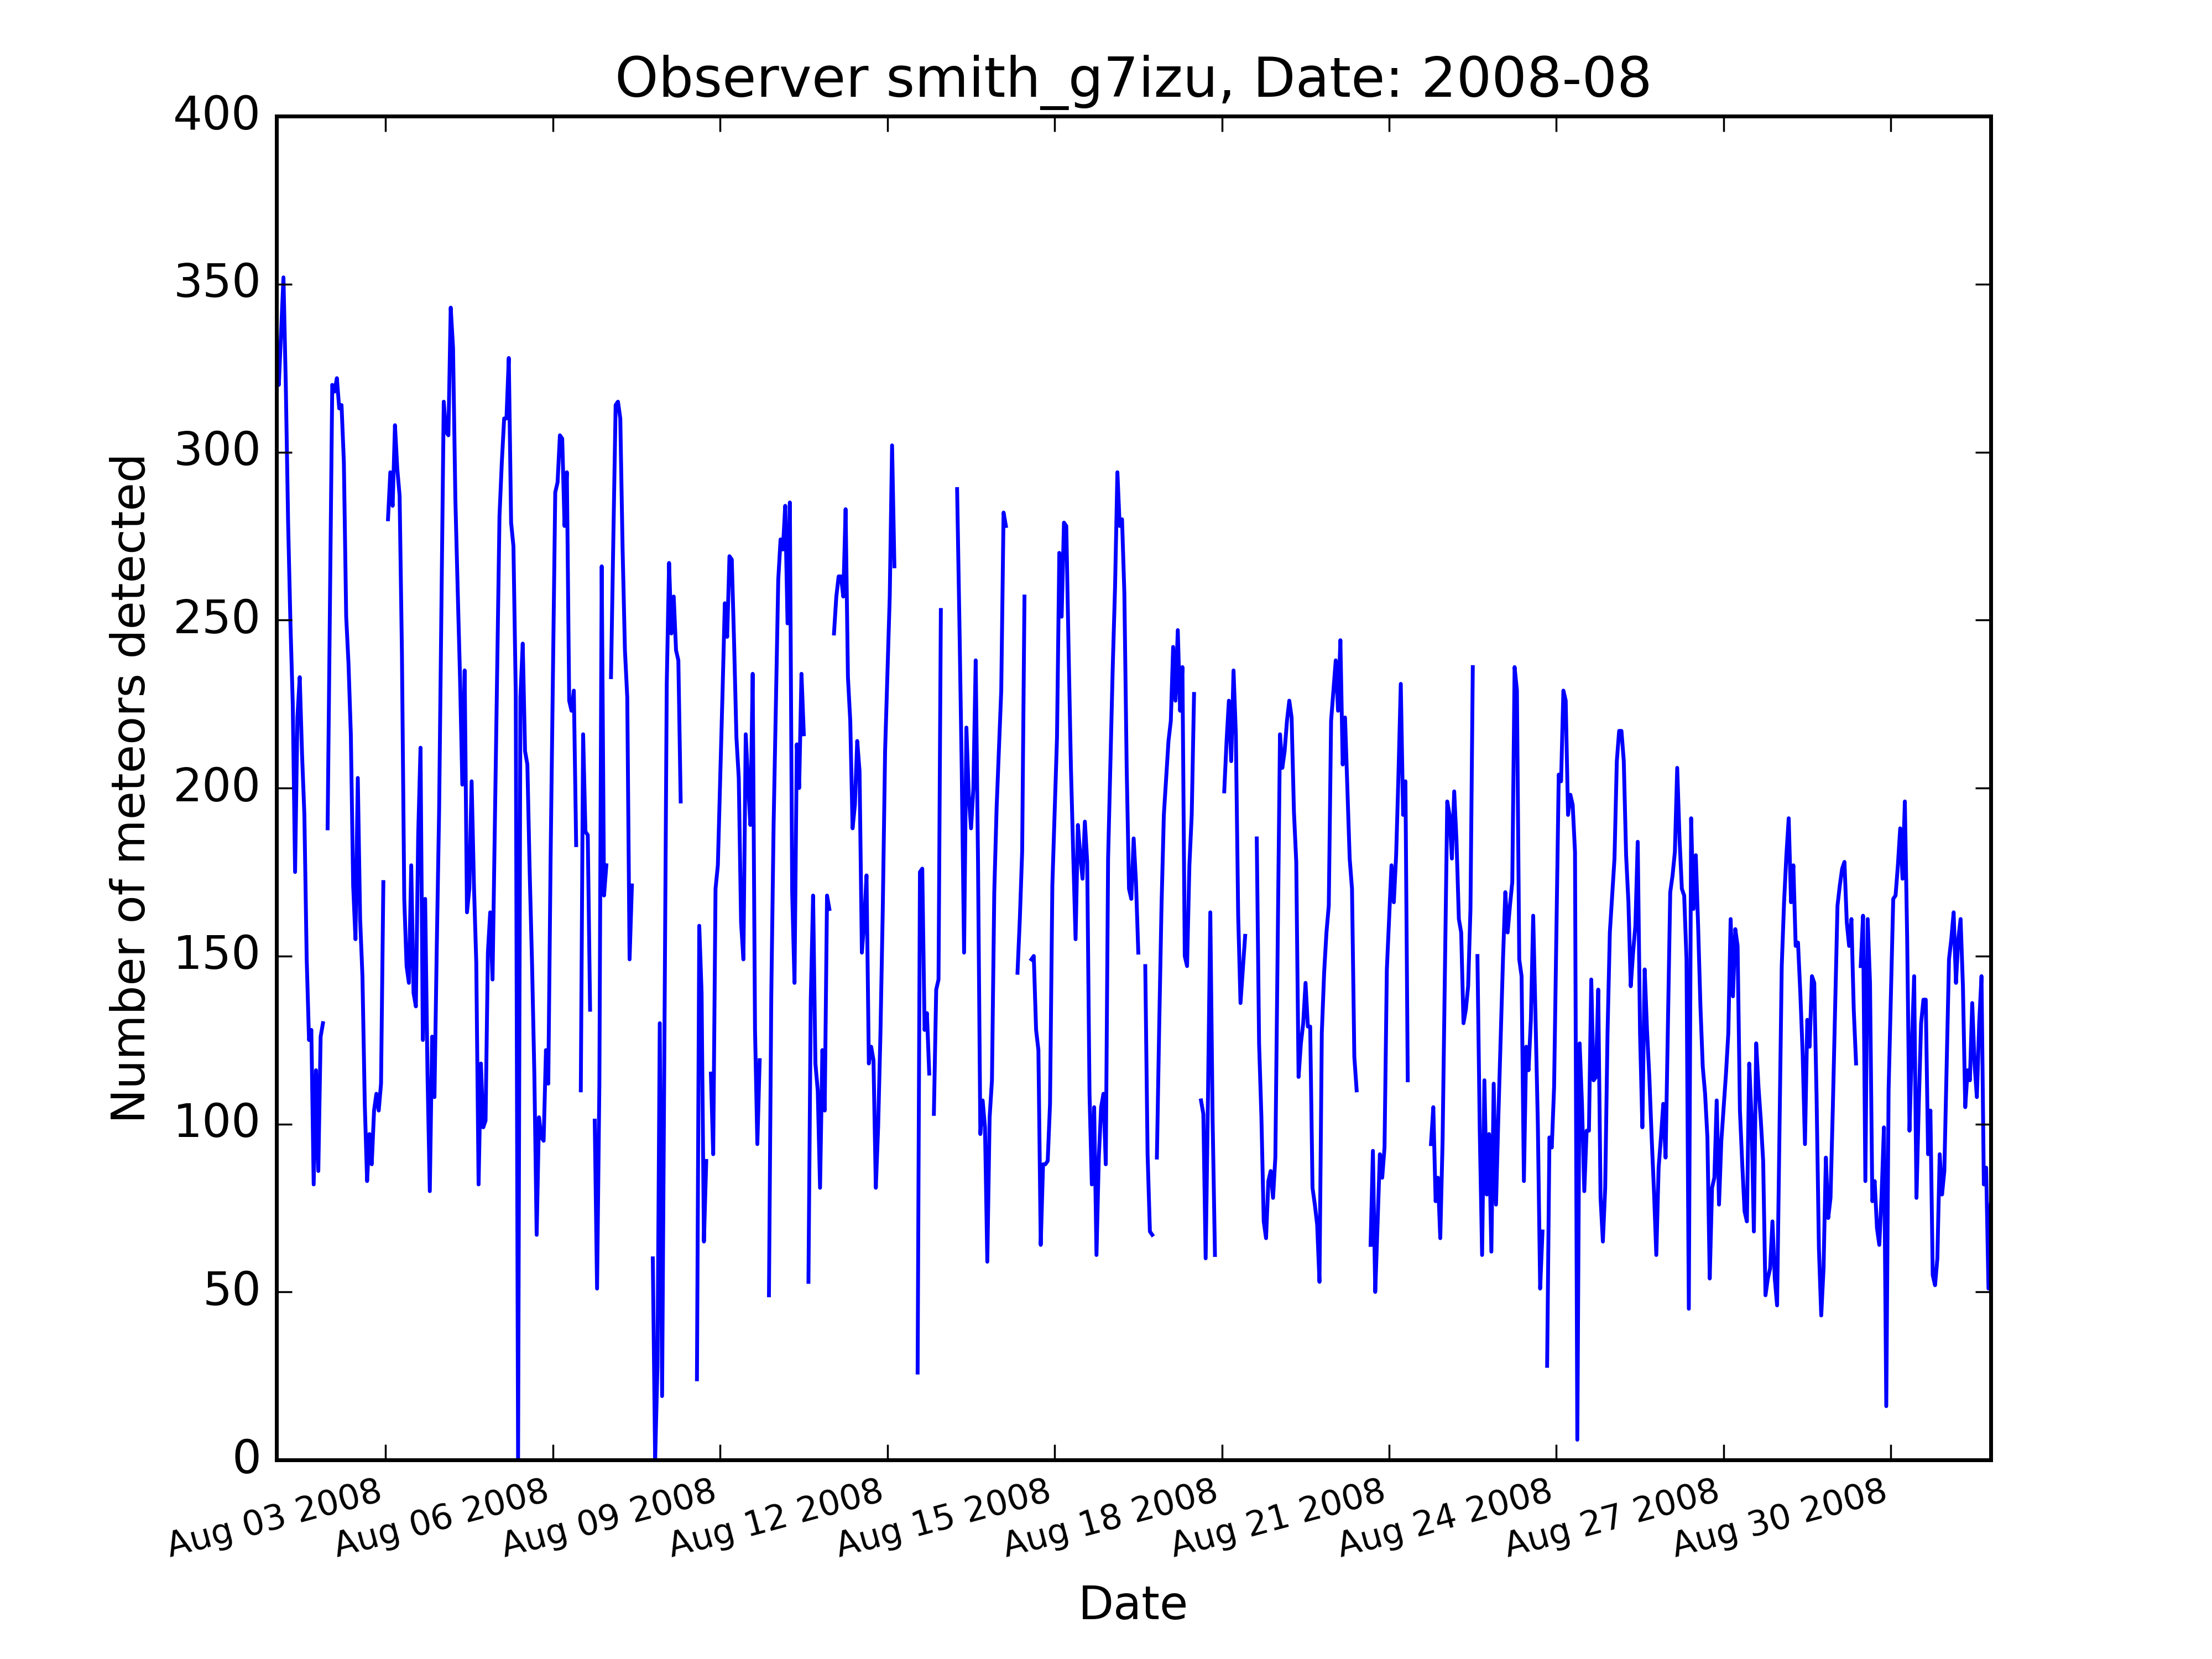 Observer smith_g7izu, Date: 2008-08
400
350
300
250
200
150
100
50
0
Number of meteors detected
Aug 03 2008
Aug 06 2008
Aug 09 2008
Aug 12 2008
Aug 15 2008
Aug 18 2008
Aug 21 2008
Aug 24 2008
Aug 27 2008
Aug 30 2008
Date